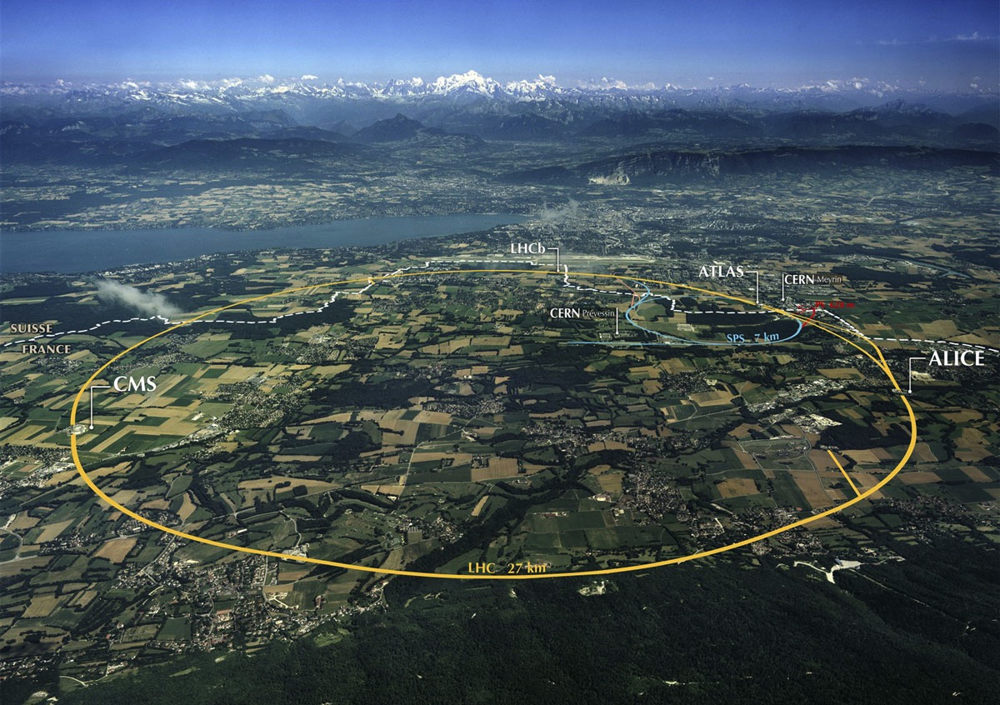 LHCb
ATLAS
CERN Meyrin
CERN Prévessin
SPS 7 km
SUISSE
FRANCE
ALICE
CMS
LHC 27 km